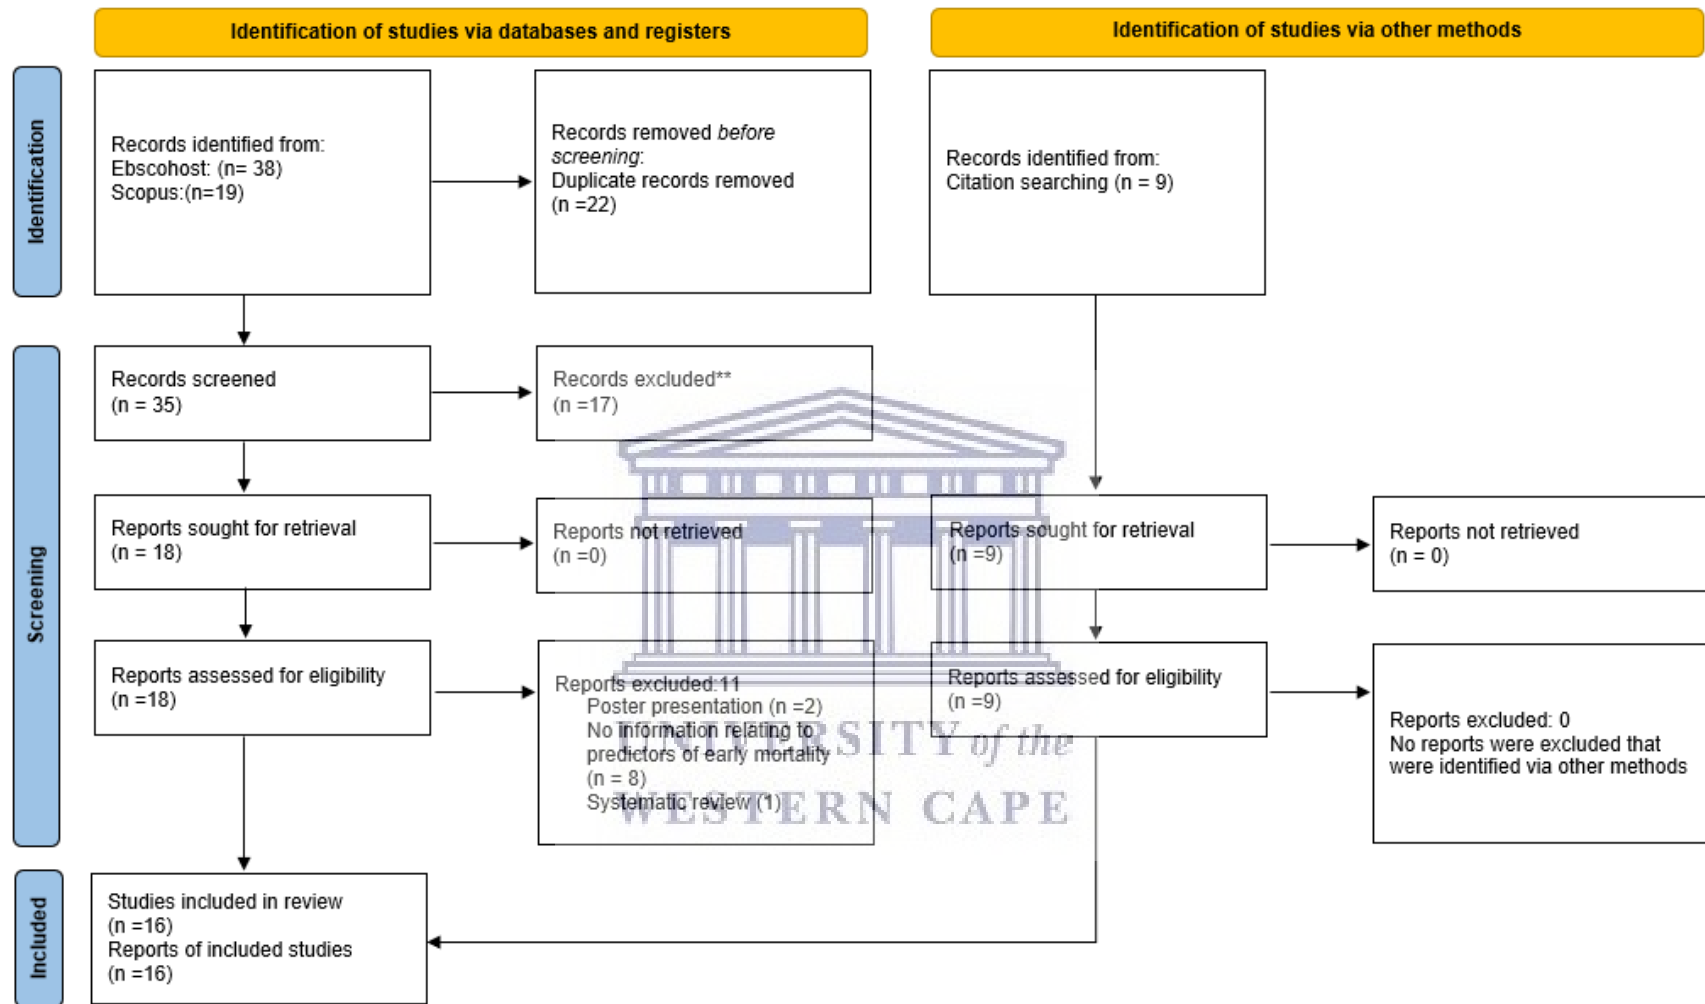 Identification of studies via databases and registers
Identification of studies via other methods
Identification
Records identified from:
Ebscohost: (n= 38)
Scopus:(n=19)
Records removed before
screening:
Duplicate records removed
(n =22)
Records identified from:
Citation searching (n = 9)
Screening
Records screened
(n = 35)
Records excluded**
(n =17)
Reports sought for retrieval
(n = 18)
Reports not retrieved
(n =0)
Reports sought for retrieval
(n =9)
Reports not retrieved
(n = 0)
Reports assessed for eligibility
(n =18)
Reports excluded:11
Poster presentation (n =2)
No information relating to
predictors of early mortality
(n = 8)
Systematic review (1)
Reports assessed for eligibility
(n =9)
Reports excluded: 0
No reports were excluded that
were identified via other methods
UNIVERSITY of the
WESTERN CAPE
Included
Studies included in review
(n =16)
Reports of included studies
(n =16)